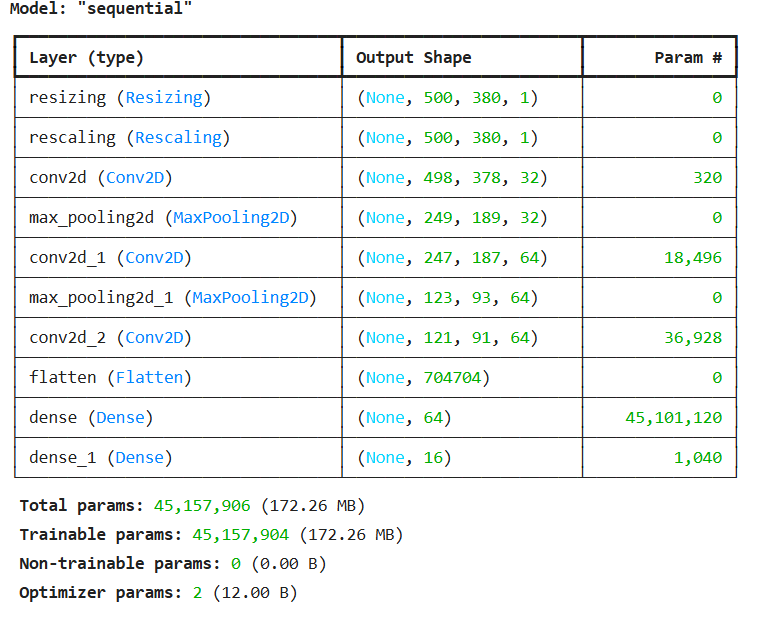 Model: "sequential"
Layer (type) Output Shape Param #
resizing (Resizing) (None, 500, 380, 1) 0
rescaling (Rescaling) (None, 500, 380, 1) 0
conv2d (Conv2D) (None, 498, 378, 32) 320
max_pooling2d (MaxPooling2D) (None, 249, 189, 32) 0
conv2d_1 (Conv2D) (None, 247, 187, 64) 18,496
max_pooling2d_1 (MaxPooling2D) (None, 123, 93, 64) 0
conv2d_2 (Conv2D) (None, 121, 91, 64) 36,928
flatten (Flatten) (None, 704704) 0
dense (Dense) (None, 64) 45,101,120
dense_1 (Dense) (None, 16) 1,040
Total params: 45,157,906 (172.26 MB)
Trainable params: 45,157,904 (172.26 MB)
Non-trainable params: 0 (0.00 B)
Optimizer params: 2 (12.00 B)